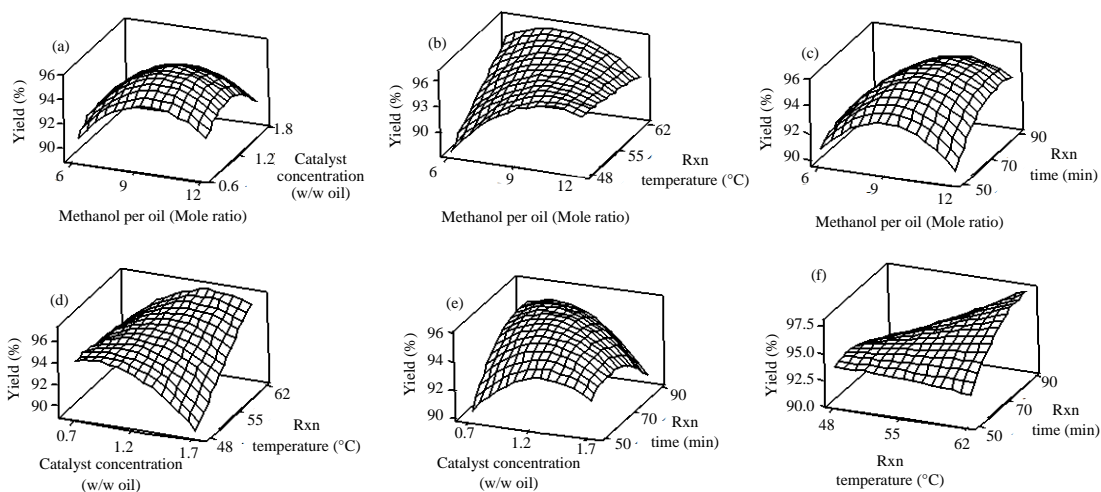 (a)
Yield (%)
96
94
92
90
6
9
12
0.6
1.2
1.8
Catalyst
concentration
(w/w oil)
Methanol per oil (Mole ratio)
(b)
Yield (%)
96
93
90
6
9
12
48
55
62
Rxn
temperature (°C)
Methanol per oil (Mole ratio)
(c)
Yield (%)
96
94
92
90
6
9
12
50
70
90
Rxn
time (min)
Methanol per oil (Mole ratio)
(d)
Yield (%)
96
94
92
90
0.7
1.2
1.7
48
55
62
Rxn
temperature (°C)
Catalyst concentration
(w/w oil)
(e)
Yield (%)
96
94
92
90
0.7
1.2
1.7
50
70
90
Rxn
time (min)
Catalyst concentration
(w/w oil)
(f)
Yield (%)
97.5
95.0
92.5
90.0
48
55
62
50
70
90
Rxn
time (min)
Rxn
temperature (°C)